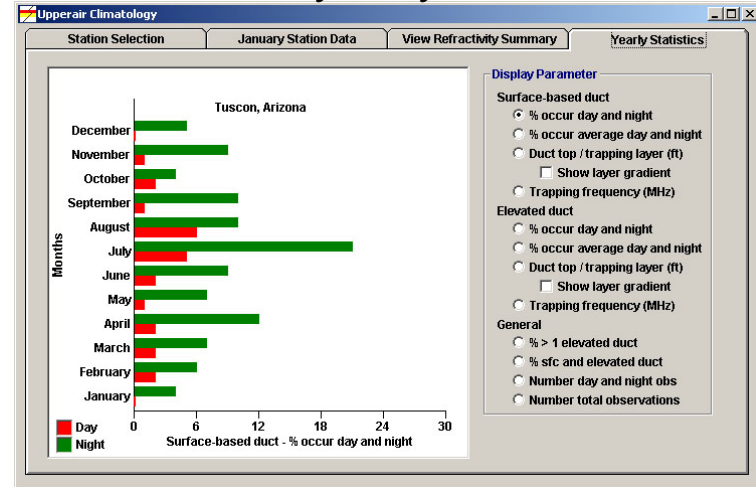 Upperair Climatology
Station Selection
January Station Data
View Refractivity Summary
Yearly Statistics
Tuscon, Arizona
Months
December
November
October
September
August
July
June
May
April
March
February
January
0 6 12 18 24 30
Surface-based duct - % occur day and night
Day
Night
Display Parameter
Surface-based duct
% occur day and night
% occur average day and night
Duct top / trapping layer (ft)
Show layer gradient
Trapping frequency (MHz)
Elevated duct
% occur day and night
% occur average day and night
Duct top / trapping layer (ft)
Show layer gradient
Trapping frequency (MHz)
General
% > 1 elevated duct
% sfc and elevated duct
Number day and night obs
Number total observations